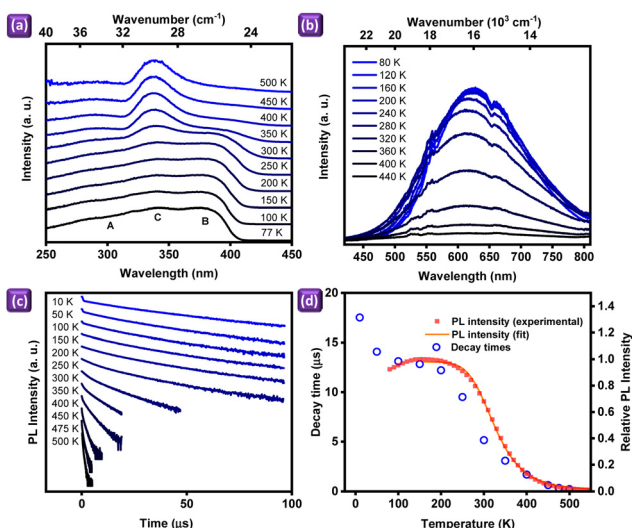 (a)
Wavenumber (cm⁻¹)
40 36 32 28 24
Intensity (a. u.)
500 K
450 K
400 K
350 K
300 K
250 K
200 K
150 K
100 K
77 K
A C B
250 300 350 400 450
Wavelength (nm)
(b)
Wavenumber (10³ cm⁻¹)
22 20 18 16 14
Intensity (a. u.)
80 K
120 K
160 K
200 K
240 K
280 K
320 K
360 K
400 K
440 K
500 600 700 800
Wavelength (nm)
(c)
PL Intensity (a. u.)
10 K
50 K
100 K
150 K
200 K
250 K
300 K
350 K
400 K
450 K
475 K
500 K
0 20 40 60 80 100
Time (μs)
(d)
Decay time (μs)
20
15
10
5
0
PL intensity (experimental)
PL intensity (fit)
Decay times
1.4
1.2
1.0
0.8
0.6
0.4
0.2
0.0
Relative PL Intensity
0 100 200 300 400 500
Temperature (K)